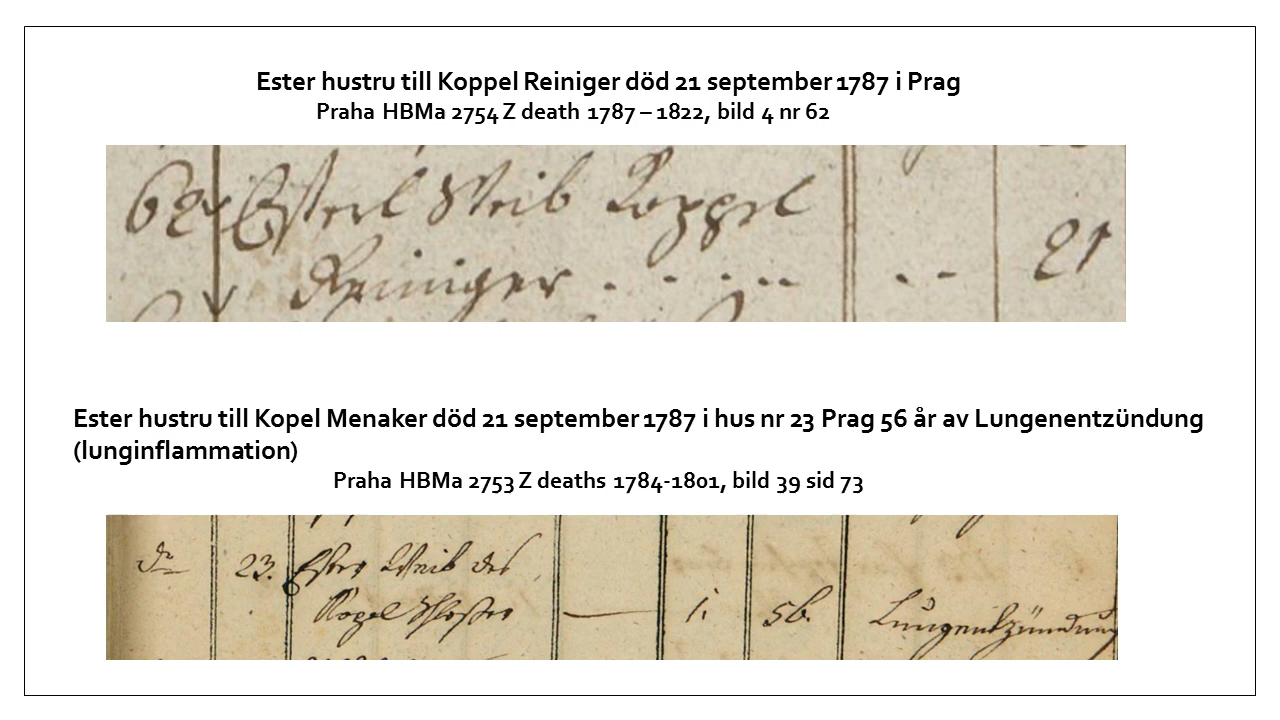 Ester hustru till Koppel Reiniger död 21 september 1787 i Prag
Praha HBMa 2754 Z death 1787 – 1822, bild 4 nr 62
62 Esterl Weib Koppel
Reiniger . . . . . . . 21
Ester hustru till Kopel Menaker död 21 september 1787 i hus nr 23 Prag 56 år av Lungenentzündung
(lunginflammation)
Praha HBMa 2753 Z deaths 1784-1801, bild 39 sid 73
23. Ester Weib des
Kopel 1. 56. Lungentzündung